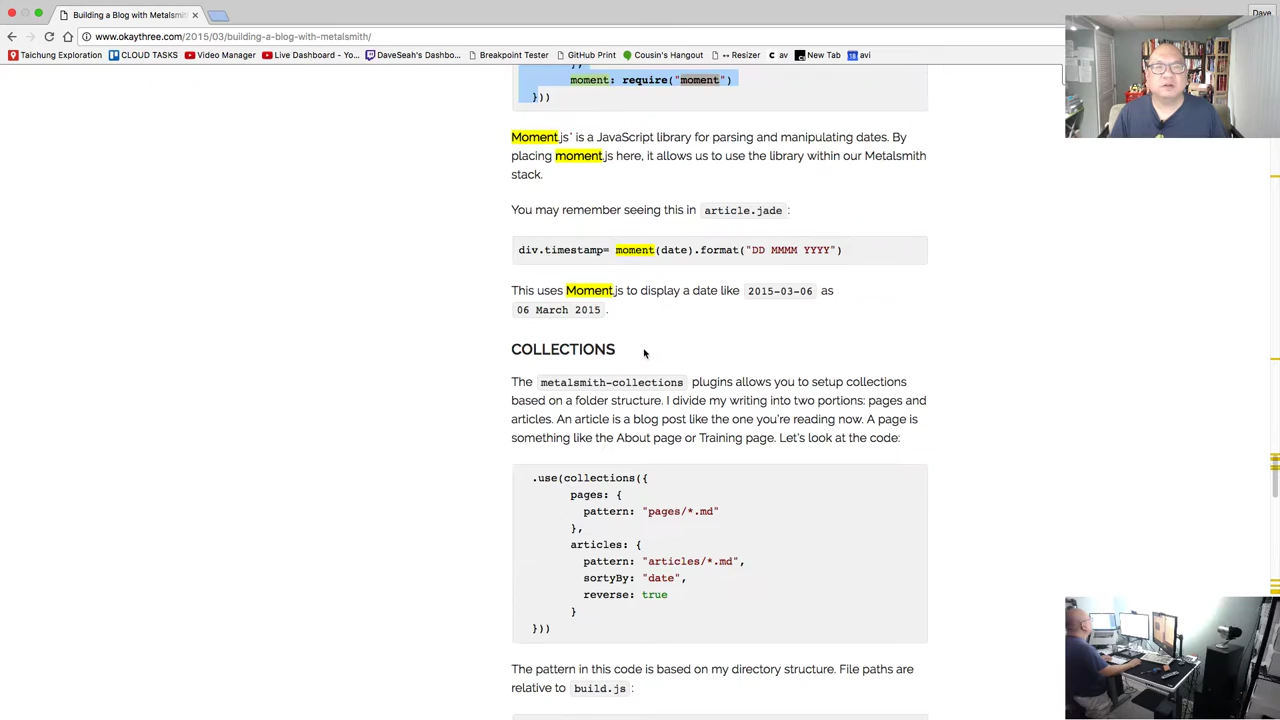 Building a Blog with Metalsmith
Dave
www.okaythree.com/2015/03/building-a-blog-with-metalsmith/
Taichung Exploration
CLOUD TASKS
Video Manager
Live Dashboard - Yo...
DaveSeah's Dashbo...
Breakpoint Tester
GitHub Print
Cousin's Hangout
↔ Resizer
av
New Tab
avi
},
moment: require("moment")
}))
Moment.js* is a JavaScript library for parsing and manipulating dates. By
placing moment.js here, it allows us to use the library within our Metalsmith
stack.
You may remember seeing this in article.jade :
div.timestamp= moment(date).format("DD MMMM YYYY")
This uses Moment.js to display a date like 2015-03-06 as
06 March 2015 .
COLLECTIONS
The metalsmith-collections plugins allows you to setup collections
based on a folder structure. I divide my writing into two portions: pages and
articles. An article is a blog post like the one you're reading now. A page is
something like the About page or Training page. Let's look at the code:
.use(collections({
pages: {
pattern: "pages/*.md"
},
articles: {
pattern: "articles/*.md",
sortyBy: "date",
reverse: true
}
}))
The pattern in this code is based on my directory structure. File paths are
relative to build.js :